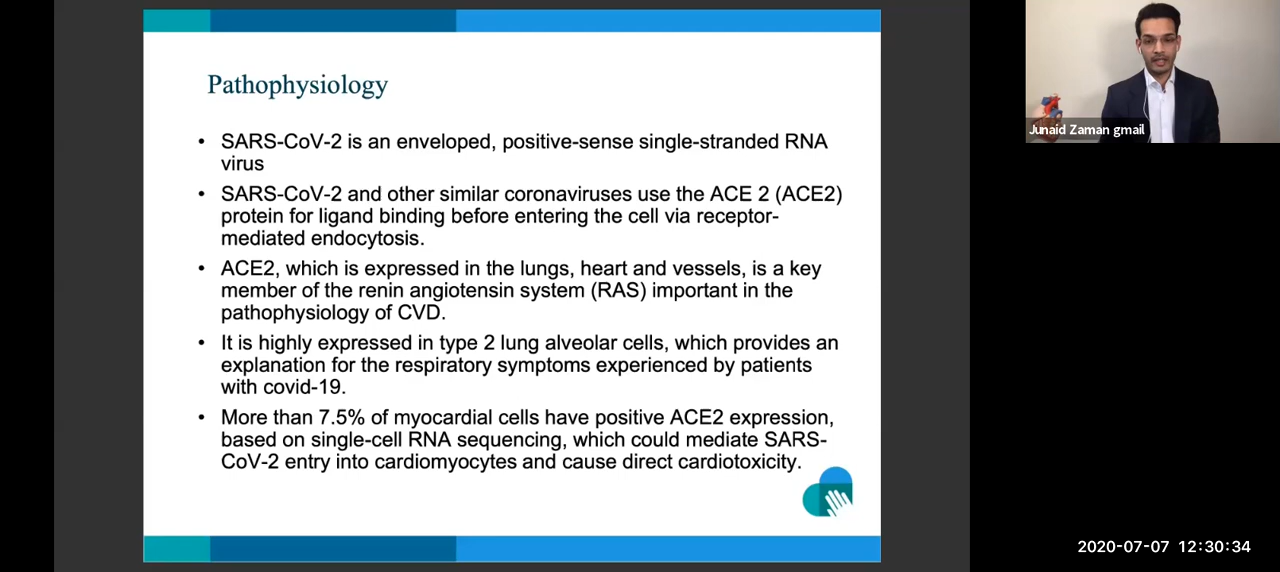 Pathophysiology
• SARS-CoV-2 is an enveloped, positive-sense single-stranded RNA
virus
• SARS-CoV-2 and other similar coronaviruses use the ACE 2 (ACE2)
protein for ligand binding before entering the cell via receptor-
mediated endocytosis.
• ACE2, which is expressed in the lungs, heart and vessels, is a key
member of the renin angiotensin system (RAS) important in the
pathophysiology of CVD.
• It is highly expressed in type 2 lung alveolar cells, which provides an
explanation for the respiratory symptoms experienced by patients
with covid-19.
• More than 7.5% of myocardial cells have positive ACE2 expression,
based on single-cell RNA sequencing, which could mediate SARS-
CoV-2 entry into cardiomyocytes and cause direct cardiotoxicity.
Junaid Zaman gmail
2020-07-07 12:30:34